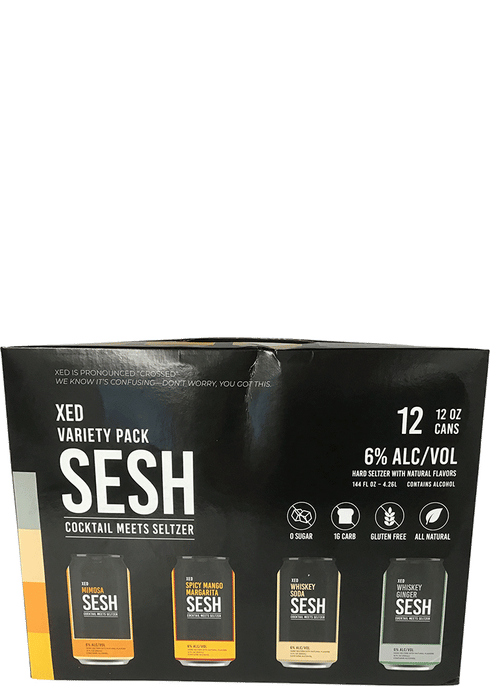 XED IS PRONOUNCED "CROSSED"
WE KNOW IT'S CONFUSING—DON'T WORRY, YOU GOT THIS.
XED
VARIETY PACK
SESH
COCKTAIL MEETS SELTZER
12 12 OZ
CANS
6% ALC/VOL
HARD SELTZER WITH NATURAL FLAVORS
144 FL OZ – 4.26L CONTAINS ALCOHOL
0 SUGAR
1G CARB
GLUTEN FREE
ALL NATURAL
XED
MIMOSA
SESH
COCKTAIL MEETS SELTZER
6% ALC/VOL
XED
SPICY MANGO
MARGARITA
SESH
COCKTAIL MEETS SELTZER
6% ALC/VOL
XED
WHISKEY
SODA
SESH
COCKTAIL MEETS SELTZER
6% ALC/VOL
XED
WHISKEY
GINGER
SESH
COCKTAIL MEETS SELTZER
6% ALC/VOL